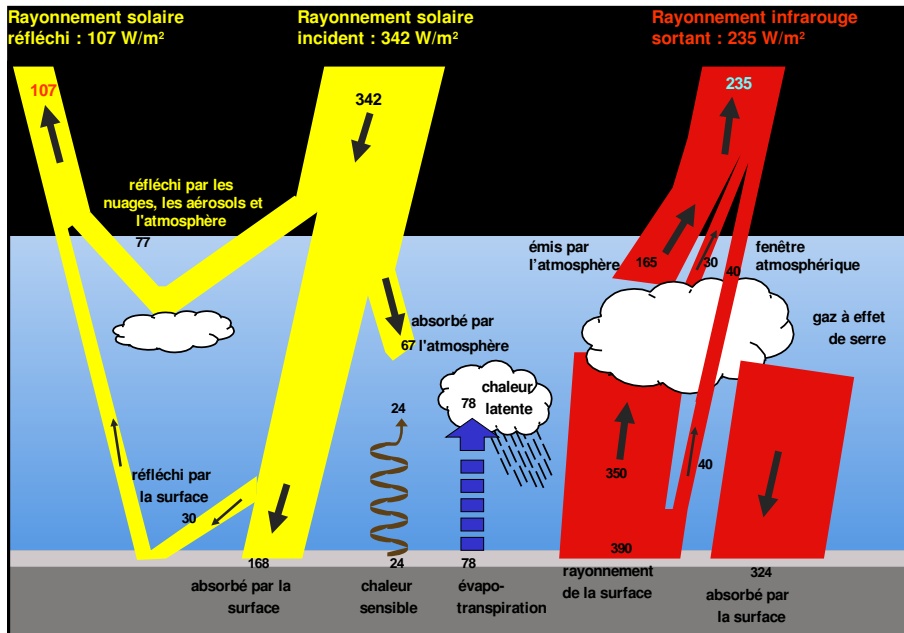 Rayonnement solaire
réfléchi : 107 W/m²
Rayonnement solaire
incident : 342 W/m²
Rayonnement infrarouge
sortant : 235 W/m²
107
342
235
réfléchi par les
nuages, les aérosols et
l'atmosphère
77
émis par
l'atmosphère
165
30
40
fenêtre
atmosphérique
gaz à effet
de serre
absorbé par
67 l'atmosphère
24
78
chaleur
latente
réfléchi par
la surface
30
350
40
390
168
absorbé par la
surface
24
chaleur
sensible
78
évapo-
transpiration
rayonnement
de la surface
324
absorbé par
la surface